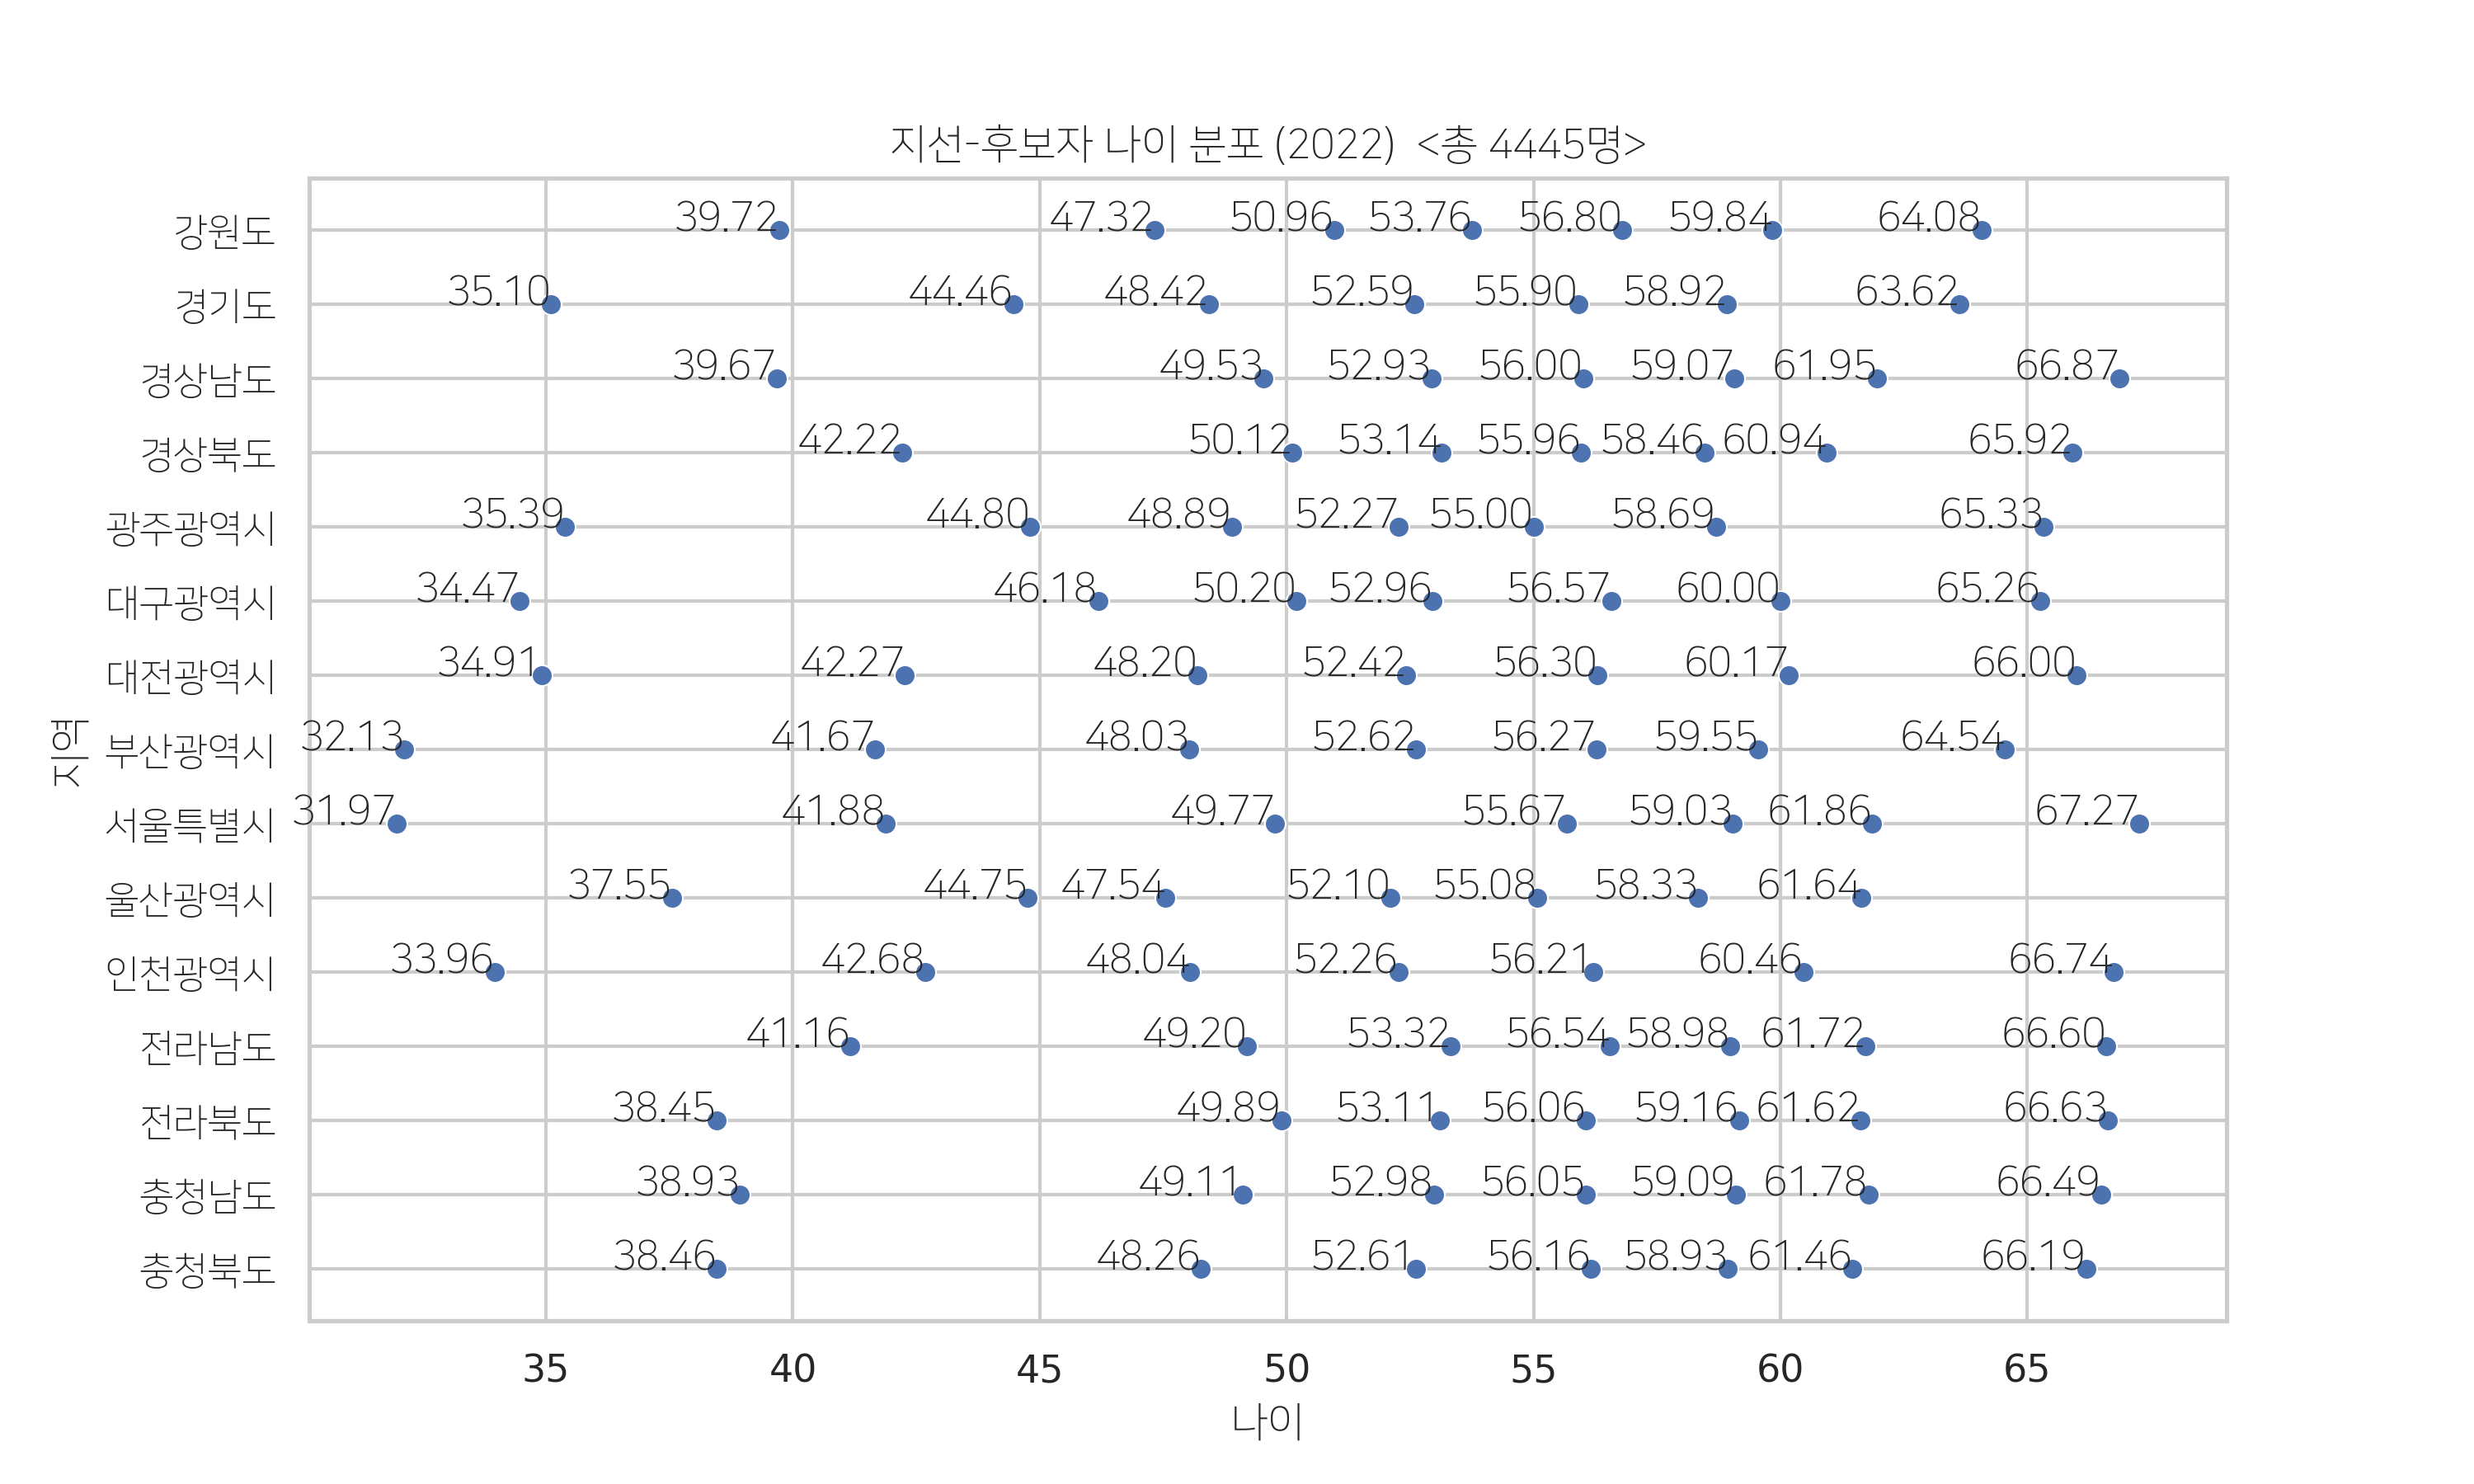 지선-후보자 나이 분포 (2022) <총 4445명>
강원도 39.72 47.32 50.96 53.76 56.80 59.84 64.08
경기도 35.10 44.46 48.42 52.59 55.90 58.92 63.62
경상남도 39.67 49.53 52.93 56.00 59.07 61.95 66.87
경상북도 42.22 50.12 53.14 55.96 58.46 60.94 65.92
광주광역시 35.39 44.80 48.89 52.27 55.00 58.69 65.33
대구광역시 34.47 46.18 50.20 52.96 56.57 60.00 65.26
대전광역시 34.91 42.27 48.20 52.42 56.30 60.17 66.00
지역
부산광역시 32.13 41.67 48.03 52.62 56.27 59.55 64.54
서울특별시 31.97 41.88 49.77 55.67 59.03 61.86 67.27
울산광역시 37.55 44.75 47.54 52.10 55.08 58.33 61.64
인천광역시 33.96 42.68 48.04 52.26 56.21 60.46 66.74
전라남도 41.16 49.20 53.32 56.54 58.98 61.72 66.60
전라북도 38.45 49.89 53.11 56.06 59.16 61.62 66.63
충청남도 38.93 49.11 52.98 56.05 59.09 61.78 66.49
충청북도 38.46 48.26 52.61 56.16 58.93 61.46 66.19
35 40 45 50 55 60 65
나이